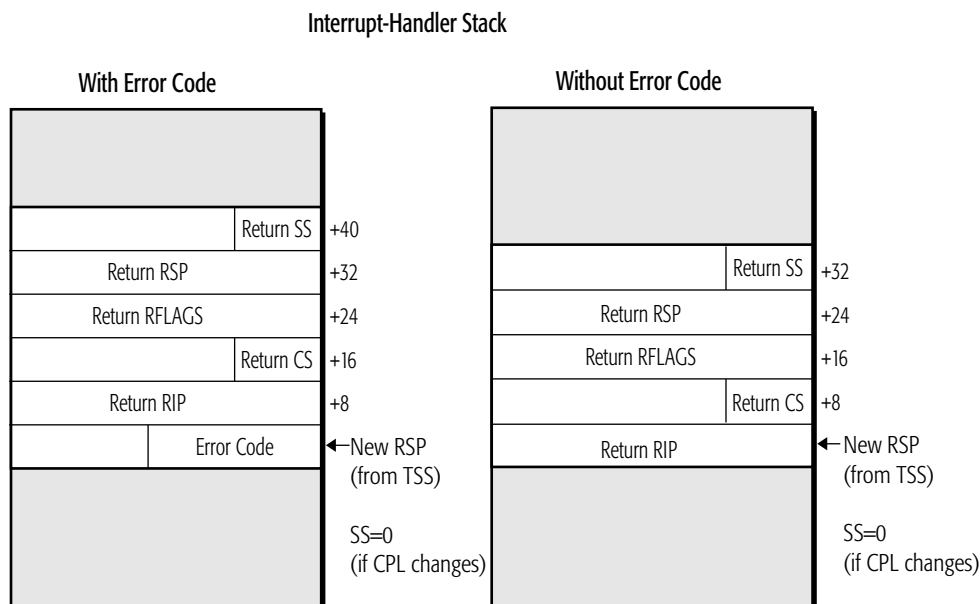 Interrupt-Handler Stack
With Error Code
Return SS
+40
Return RSP
+32
Return RFLAGS
+24
Return CS
+16
Return RIP
+8
Error Code
New RSP
(from TSS)
SS=0
(if CPL changes)
Without Error Code
Return SS
+32
Return RSP
+24
Return RFLAGS
+16
Return CS
+8
Return RIP
New RSP
(from TSS)
SS=0
(if CPL changes)